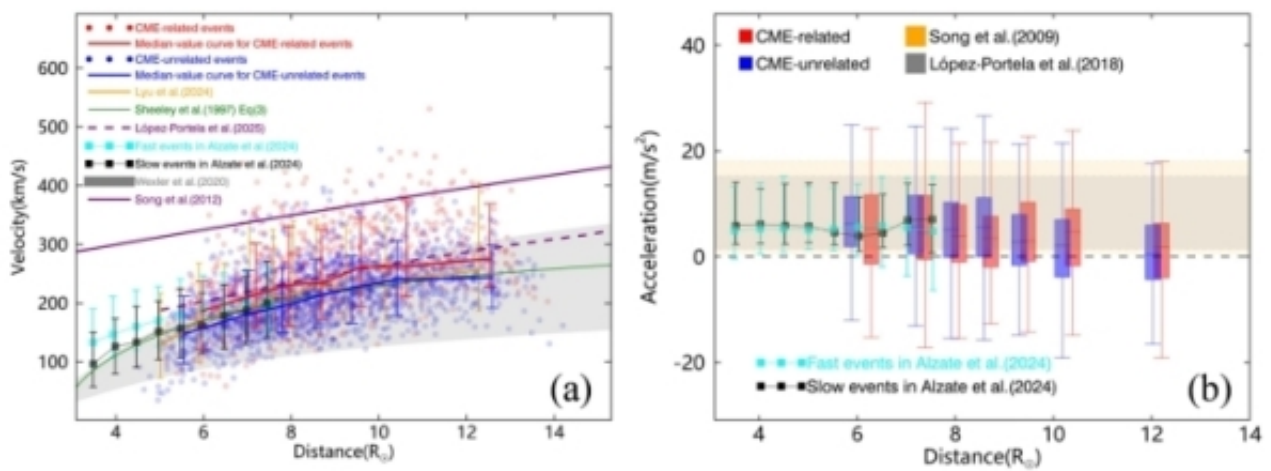 CME-related events
Median-value curve for CME-related events
CME-unrelated events
Median-value curve for CME-unrelated events
Lyu et al.(2024)
Sheeley et al.(1997) Eq(3)
López-Portela et al.(2025)
Fast events in Alzate et al.(2024)
Slow events in Alzate et al.(2024)
Wexler et al.(2020)
Song et al.(2012)
Velocity(km/s)
600
500
400
300
200
100
4 6 8 10 12 14
Distance(R☉)
(a)
CME-related
CME-unrelated
Song et al.(2009)
López-Portela et al.(2018)
Acceleration(m/s²)
40
20
0
-20
Fast events in Alzate et al.(2024)
Slow events in Alzate et al.(2024)
4 6 8 10 12 14
Distance(R☉)
(b)